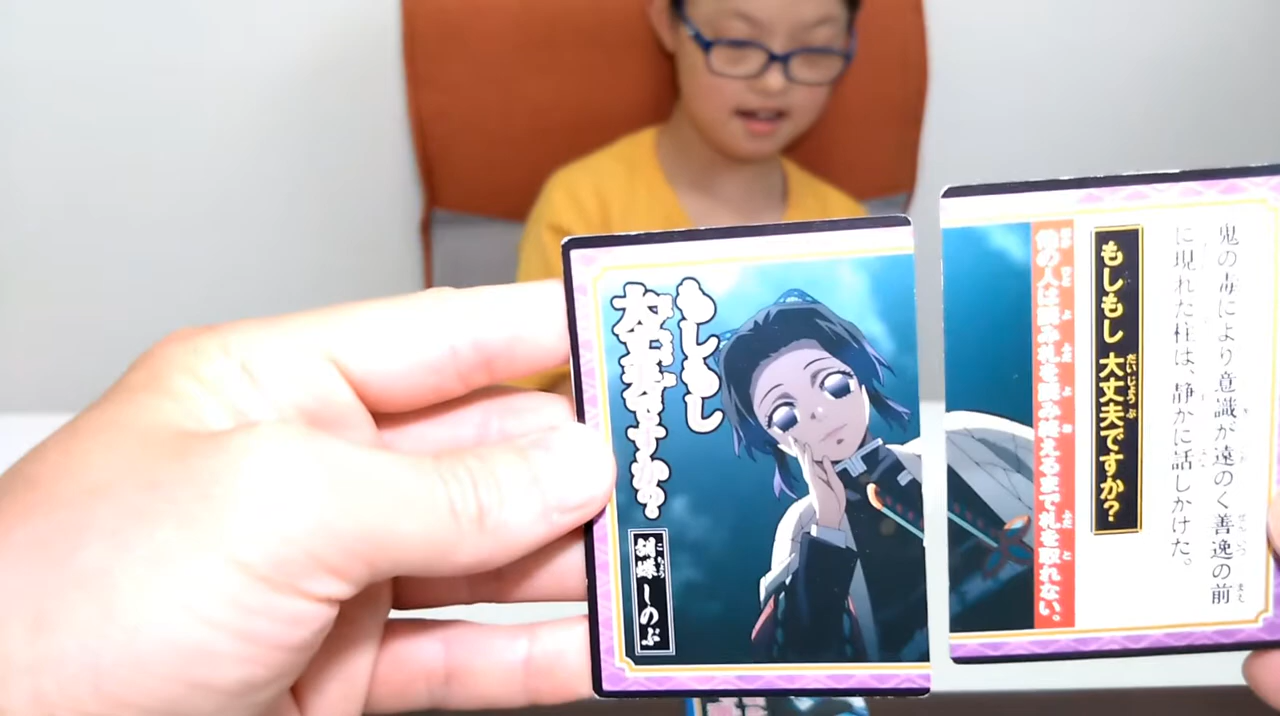 もしもし
大丈夫ですか?
胡蝶 しのぶ
鬼の毒により意識が遠のく善逸の前
に現れた柱は、静かに話しかけた。
もしもし 大丈夫ですか?
他の人は読み札を読み終えるまで札を取れない。